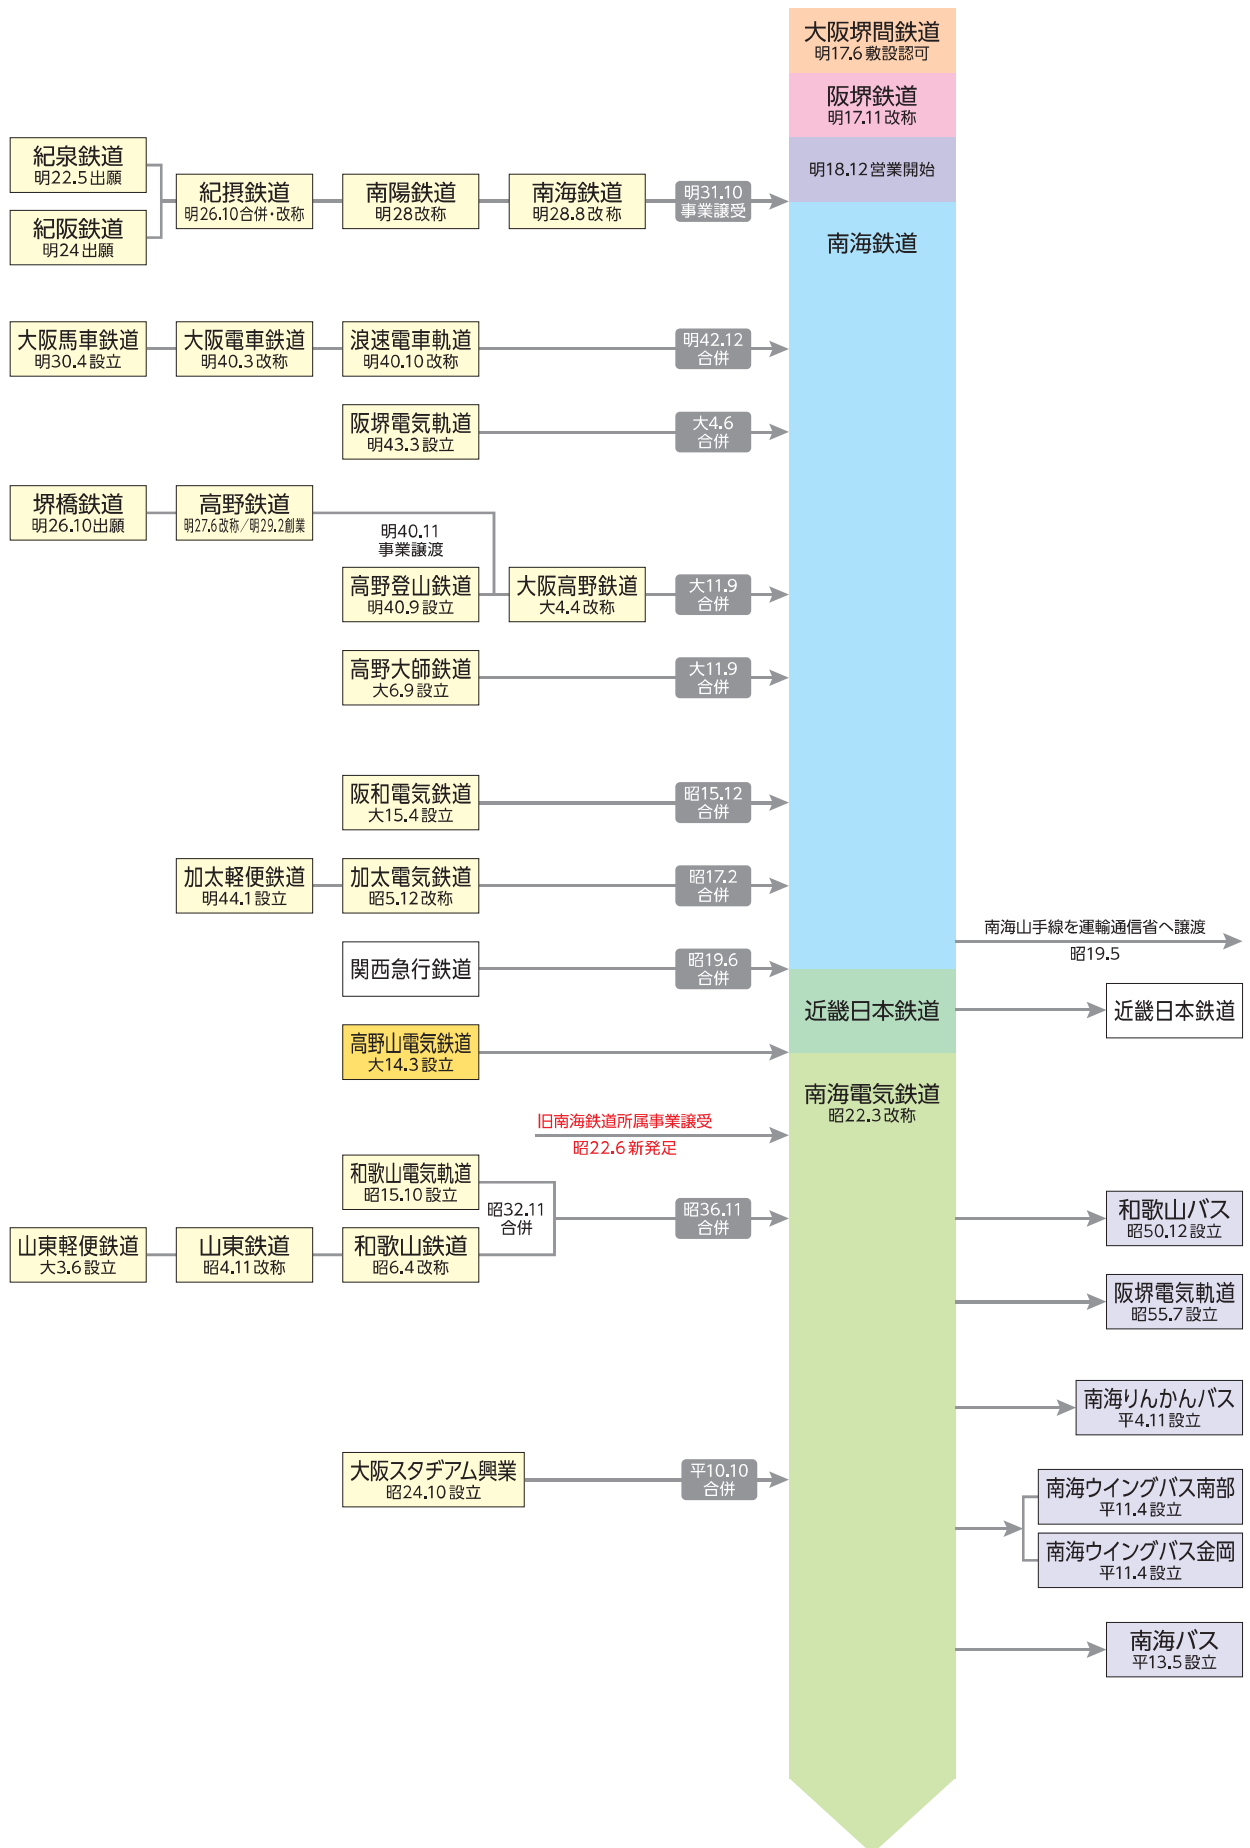 大阪堺間鉄道
明17.6敷設認可
阪堺鉄道
明17.11改称
明18.12営業開始
紀泉鉄道
明22.5出願
紀阪鉄道
明24出願
紀摂鉄道
明26.10合併・改称
南陽鉄道
明28改称
南海鉄道
明28.8改称
明31.10
事業譲受
南海鉄道
大阪馬車鉄道
明30.4設立
大阪電車鉄道
明40.3改称
浪速電車軌道
明40.10改称
明42.12
合併
阪堺電気軌道
明43.3設立
大4.6
合併
堺橋鉄道
明26.10出願
高野鉄道
明27.6改称/明29.2創業
明40.11
事業譲渡
高野登山鉄道
明40.9設立
大阪高野鉄道
大4.4改称
大11.9
合併
高野大師鉄道
大6.9設立
大11.9
合併
阪和電気鉄道
大15.4設立
昭15.12
合併
加太軽便鉄道
明44.1設立
加太電気鉄道
昭5.12改称
昭17.2
合併
南海山手線を運輸通信省へ譲渡
昭19.5
関西急行鉄道
昭19.6
合併
近畿日本鉄道
近畿日本鉄道
高野山電気鉄道
大14.3設立
南海電気鉄道
昭22.3改称
旧南海鉄道所属事業譲受
昭22.6新発足
和歌山電気軌道
昭15.10設立
山東軽便鉄道
大3.6設立
山東鉄道
昭4.11改称
和歌山鉄道
昭6.4改称
昭32.11
合併
昭36.11
合併
和歌山バス
昭50.12設立
阪堺電気軌道
昭55.7設立
南海りんかんバス
平4.11設立
大阪スタヂアム興業
昭24.10設立
平10.10
合併
南海ウイングバス南部
平11.4設立
南海ウイングバス金岡
平11.4設立
南海バス
平13.5設立